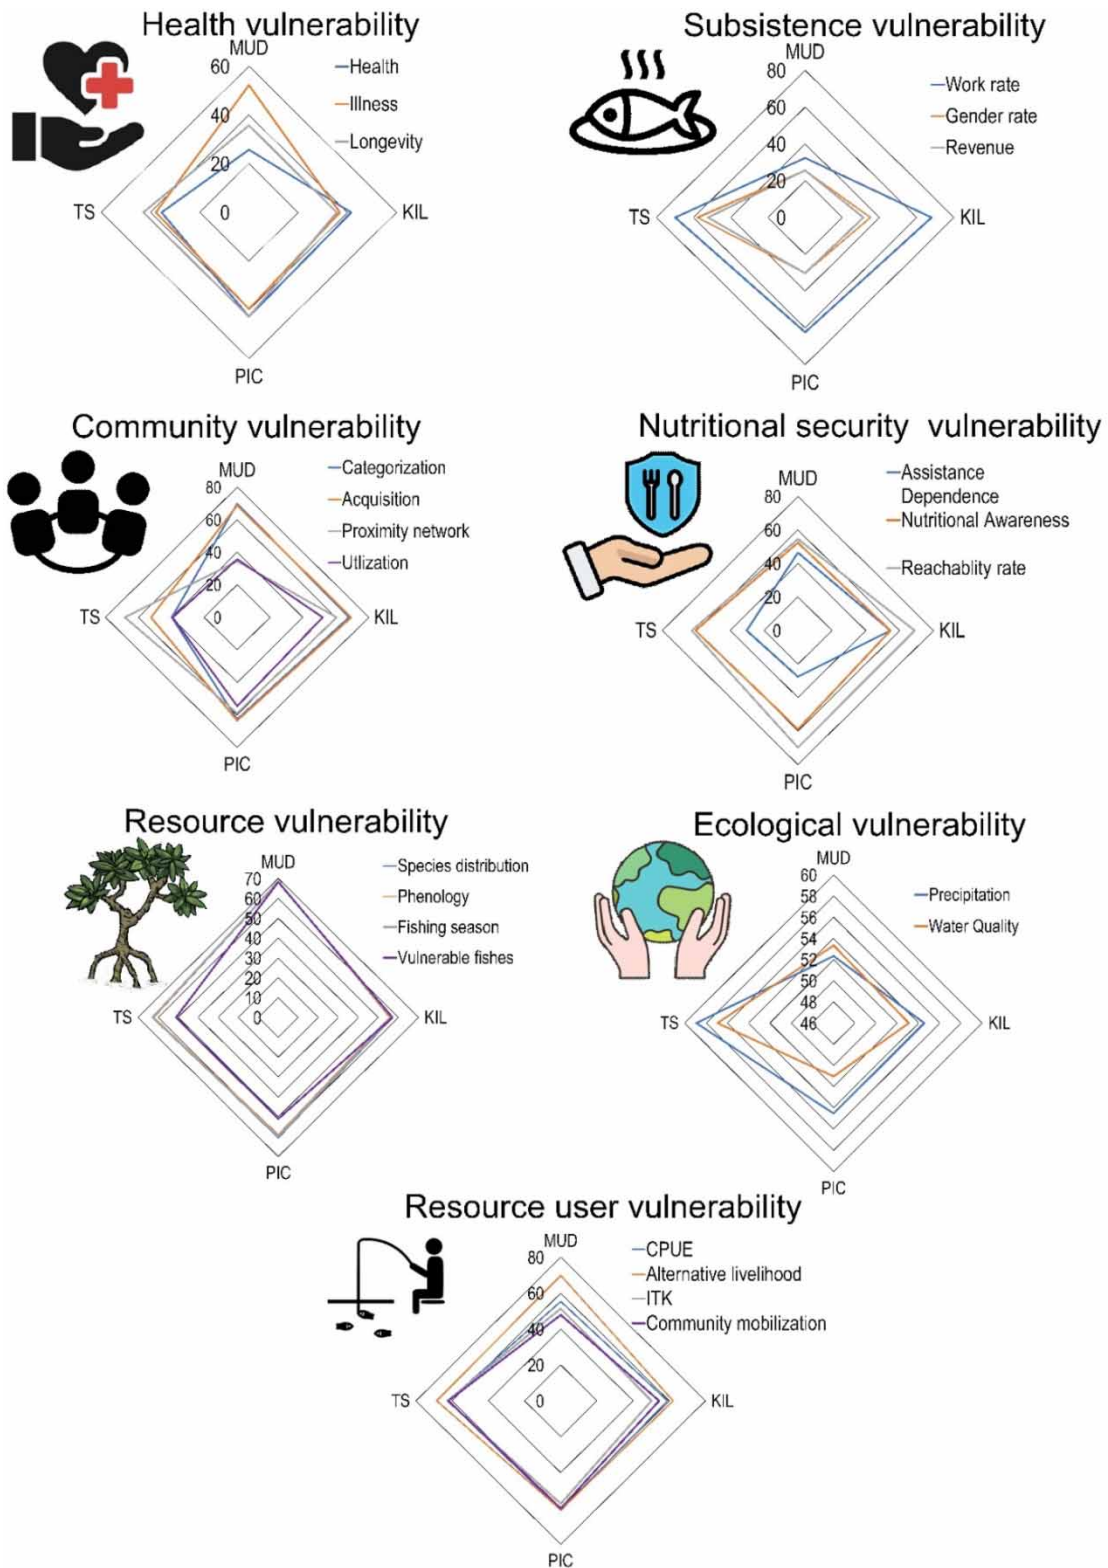 Health vulnerability
MUD
60
40
20
0
TS
KIL
PIC
Health
Illness
Longevity
Subsistence vulnerability
MUD
80
60
40
20
0
TS
KIL
PIC
Work rate
Gender rate
Revenue
Community vulnerability
MUD
80
60
40
20
0
TS
KIL
PIC
Categorization
Acquisition
Proximity network
Utlization
Nutritional security vulnerability
MUD
80
60
40
20
0
TS
KIL
PIC
Assistance
Dependence
Nutritional Awareness
Reachablity rate
Resource vulnerability
MUD
70
60
50
40
30
20
10
0
TS
KIL
PIC
Species distribution
Phenology
Fishing season
Vulnerable fishes
Ecological vulnerability
MUD
60
58
56
54
52
50
48
46
TS
KIL
PIC
Precipitation
Water Quality
Resource user vulnerability
MUD
80
60
40
20
0
TS
KIL
PIC
CPUE
Alternative livelihood
ITK
Community mobilization